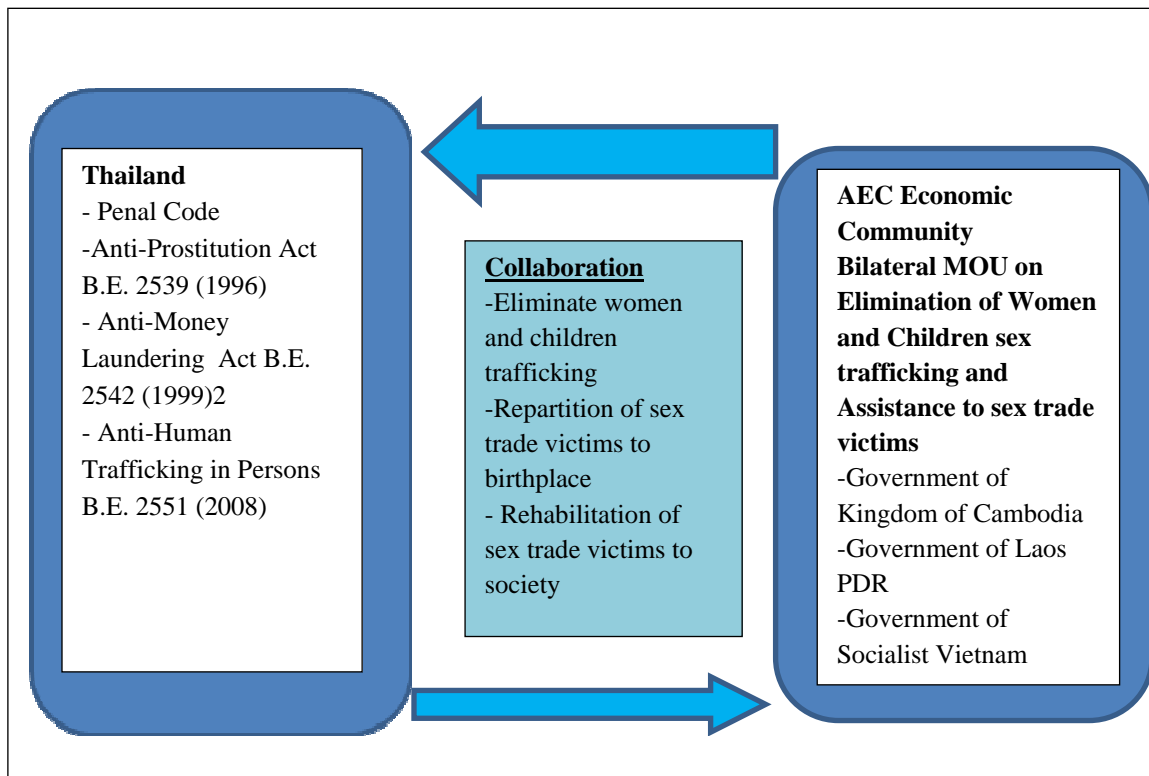 Thailand
- Penal Code
-Anti-Prostitution Act
B.E. 2539 (1996)
- Anti-Money
Laundering Act B.E.
2542 (1999)2
- Anti-Human
Trafficking in Persons
B.E. 2551 (2008)
Collaboration
-Eliminate women
and children
trafficking
-Repartition of sex
trade victims to
birthplace
- Rehabilitation of
sex trade victims to
society
AEC Economic
Community
Bilateral MOU on
Elimination of Women
and Children sex
trafficking and
Assistance to sex trade
victims
-Government of
Kingdom of Cambodia
-Government of Laos
PDR
-Government of
Socialist Vietnam